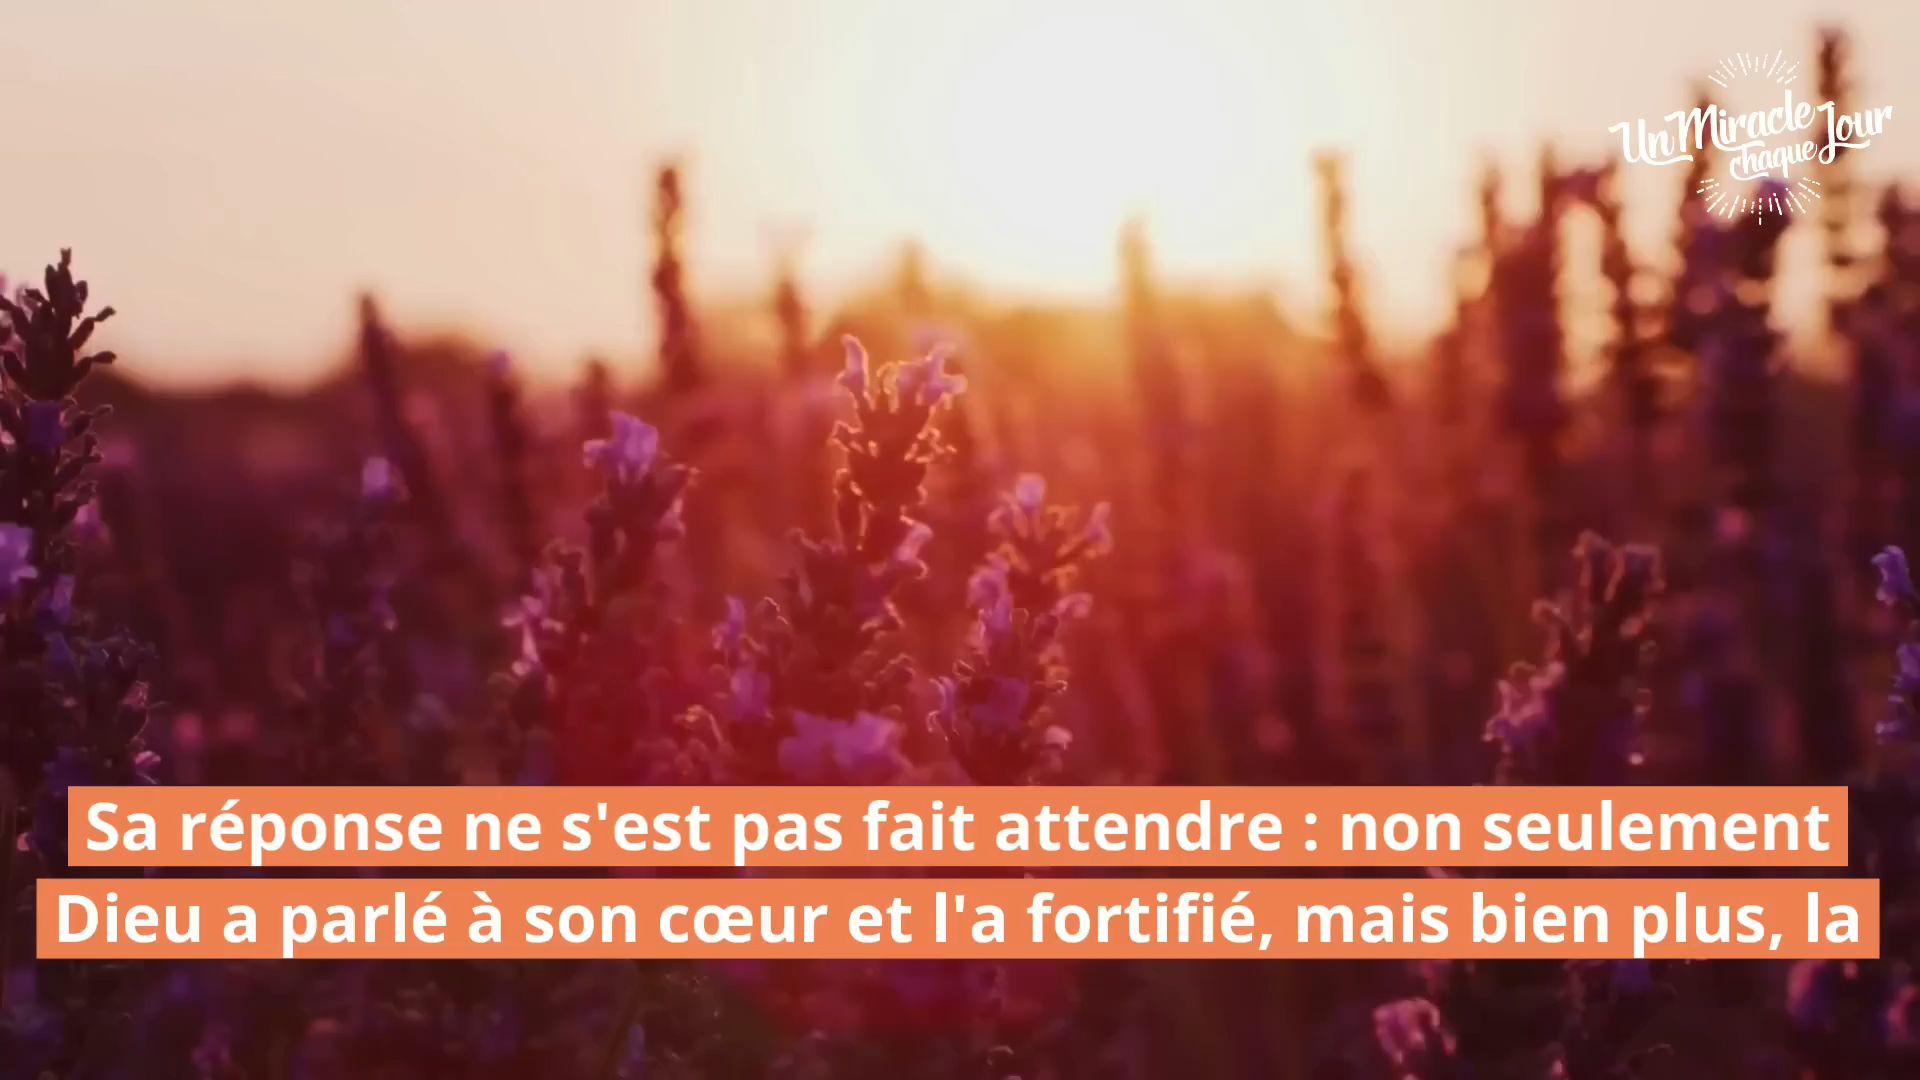 Un Miracle
chaque Jour
Sa réponse ne s'est pas fait attendre : non seulement
Dieu a parlé à son cœur et l'a fortifié, mais bien plus, la